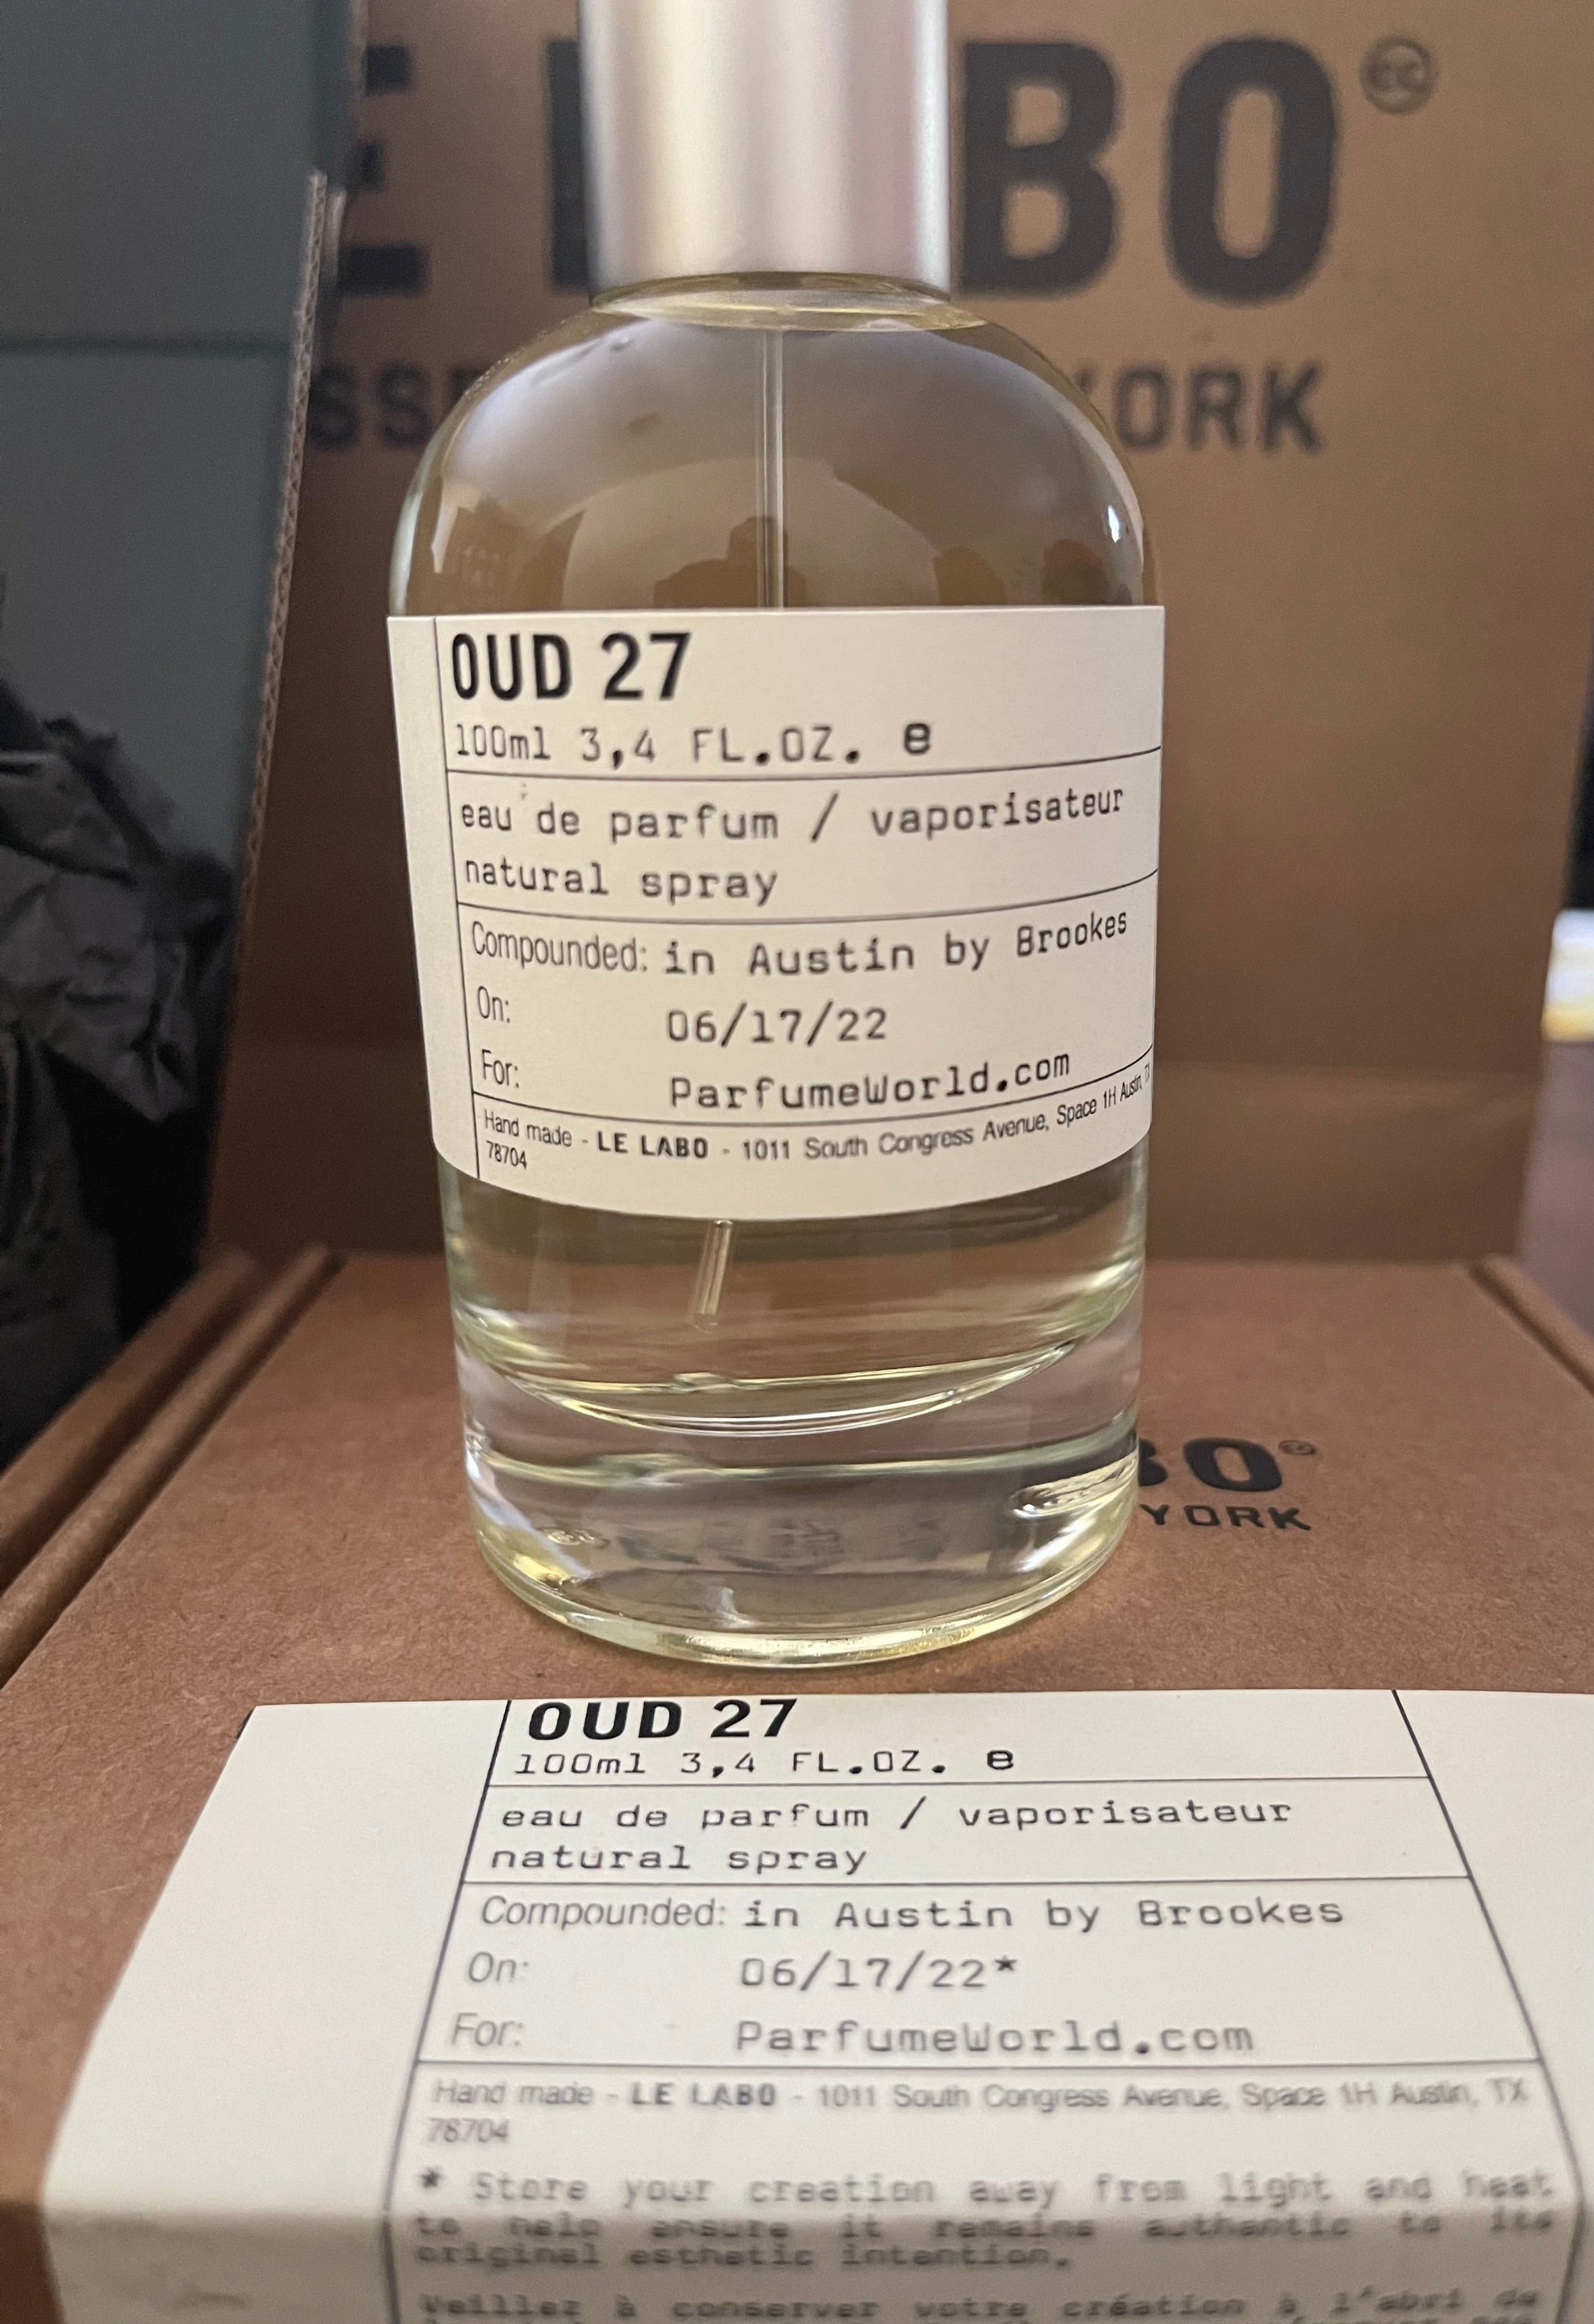 BO
ORK
OUD 27
100ml 3,4 FL.OZ. e
eau de parfum / vaporisateur
natural spray
Compounded: in Austin by Brookes
On: 06/17/22
For: ParfumeWorld.com
Hand made - LE LABO - 1011 South Congress Avenue, Space 1H Austin, TX
78704
BO
YORK
OUD 27
100ml 3,4 FL.OZ. e
eau de parfum / vaporisateur
natural spray
Compounded: in Austin by Brookes
On: 06/17/22*
For: ParfumeWorld.com
Hand made - LE LABO - 1011 South Congress Avenue, Space 1H Austin, TX
78704
* Store your creation away from light and heat
to help ensure it remains authentic to its
original esthetic intention.
Veillez à conserver votre création à l'abri de